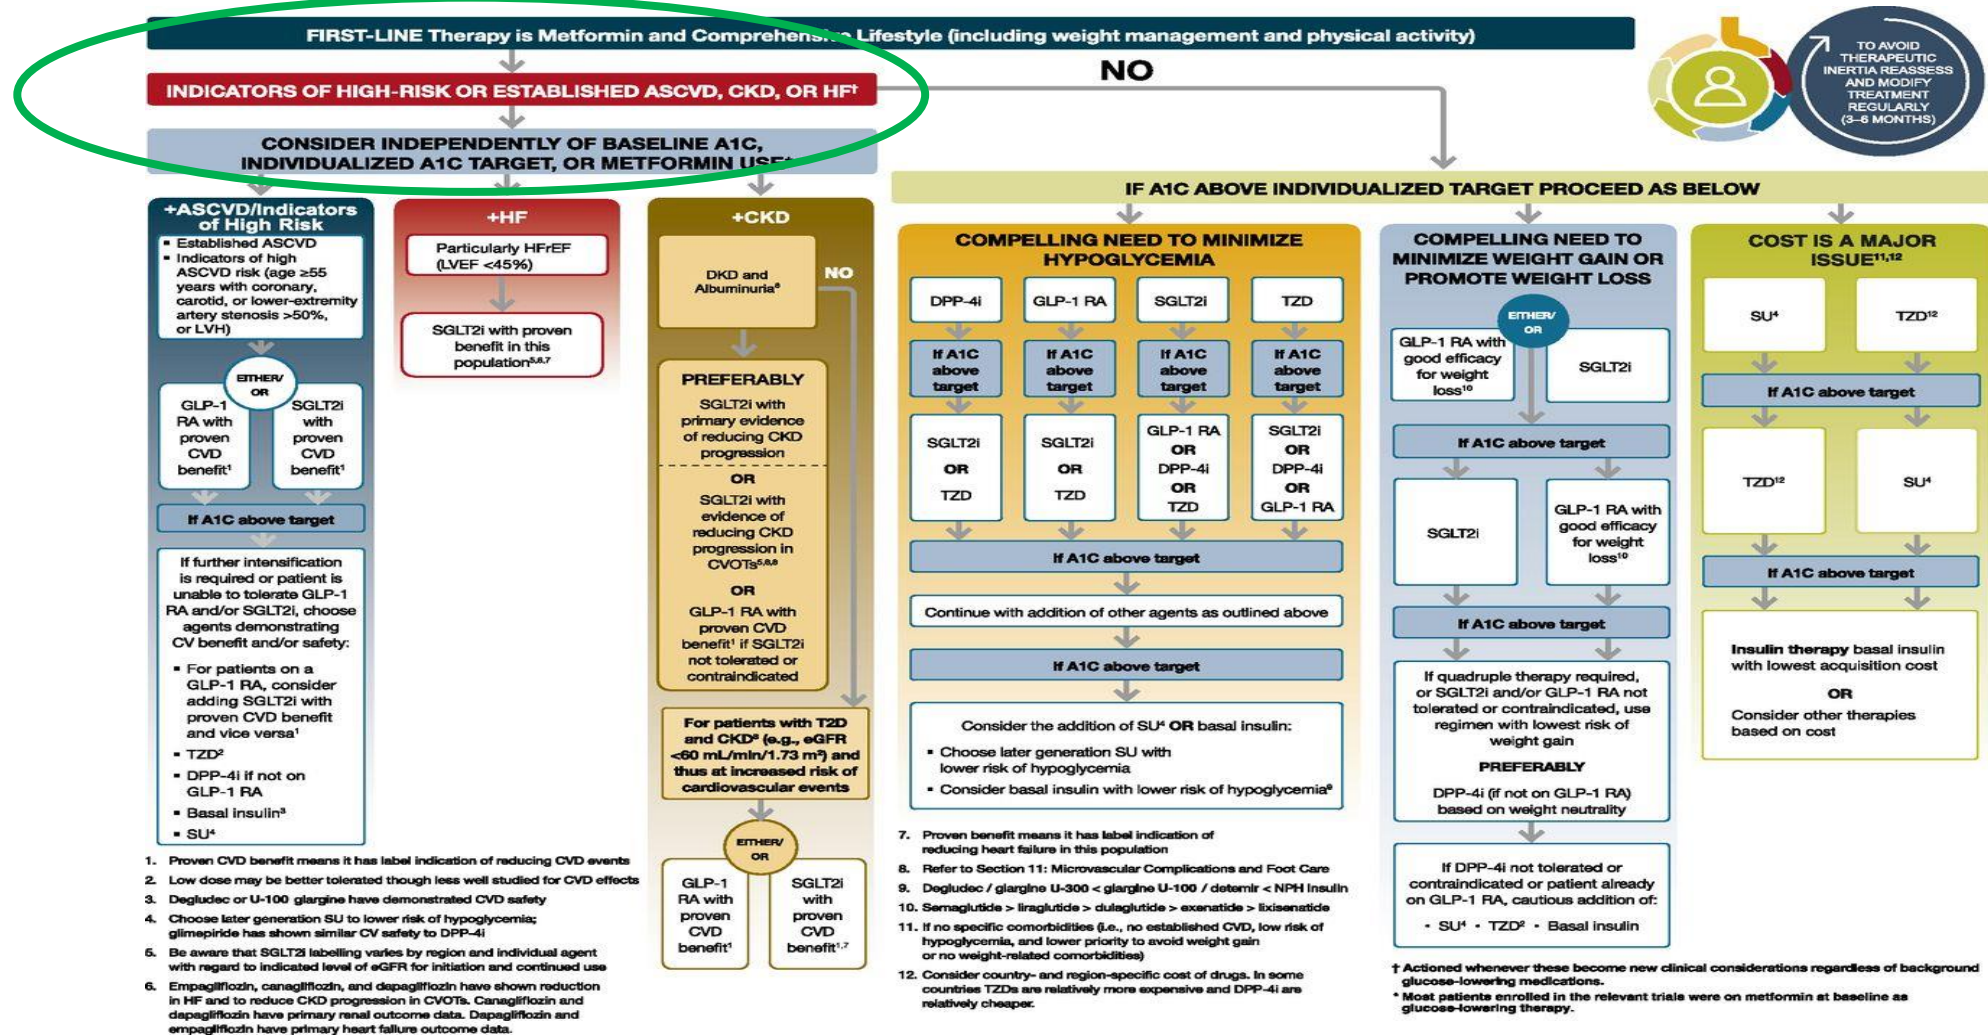 FIRST-LINE Therapy is Metformin and Comprehensive Lifestyle (including weight management and physical activity)
INDICATORS OF HIGH-RISK OR ESTABLISHED ASCVD, CKD, OR HF†
NO
TO AVOID
THERAPEUTIC
INERTIA REASSESS
AND MODIFY
TREATMENT
REGULARLY
(3–6 MONTHS)
CONSIDER INDEPENDENTLY OF BASELINE A1C,
INDIVIDUALIZED A1C TARGET, OR METFORMIN USE*
+ASCVD/Indicators
of High Risk
▪ Established ASCVD
▪ Indicators of high
ASCVD risk (age ≥55
years with coronary,
carotid, or lower-extremity
artery stenosis >50%,
or LVH)
EITHER/
OR
GLP-1
RA with
proven
CVD
benefit¹
SGLT2i
with
proven
CVD
benefit¹
If A1C above target
If further intensification
is required or patient is
unable to tolerate GLP-1
RA and/or SGLT2i, choose
agents demonstrating
CV benefit and/or safety:
▪ For patients on a
GLP-1 RA, consider
adding SGLT2i with
proven CVD benefit
and vice versa¹
▪ TZD²
▪ DPP-4i if not on
GLP-1 RA
▪ Basal insulin³
▪ SU⁴
+HF
Particularly HFrEF
(LVEF <45%)
SGLT2i with proven
benefit in this
population⁵,⁶,⁷
+CKD
DKD and
Albuminuria⁸
NO
PREFERABLY
SGLT2i with
primary evidence
of reducing CKD
progression
OR
SGLT2i with
evidence of
reducing CKD
progression in
CVOTs⁵,⁶,⁸
OR
GLP-1 RA with
proven CVD
benefit¹ if SGLT2i
not tolerated or
contraindicated
For patients with T2D
and CKD⁸ (e.g., eGFR
<60 mL/min/1.73 m²) and
thus at increased risk of
cardiovascular events
EITHER/
OR
GLP-1
RA with
proven
CVD
benefit¹
SGLT2i
with
proven
CVD
benefit¹,⁷
IF A1C ABOVE INDIVIDUALIZED TARGET PROCEED AS BELOW
COMPELLING NEED TO MINIMIZE
HYPOGLYCEMIA
DPP-4i
GLP-1 RA
SGLT2i
TZD
If A1C
above
target
If A1C
above
target
If A1C
above
target
If A1C
above
target
SGLT2i
OR
TZD
SGLT2i
OR
TZD
GLP-1 RA
OR
DPP-4i
OR
TZD
SGLT2i
OR
DPP-4i
OR
GLP-1 RA
If A1C above target
Continue with addition of other agents as outlined above
If A1C above target
Consider the addition of SU⁴ OR basal insulin:
▪ Choose later generation SU with
lower risk of hypoglycemia
▪ Consider basal insulin with lower risk of hypoglycemia⁹
COMPELLING NEED TO
MINIMIZE WEIGHT GAIN OR
PROMOTE WEIGHT LOSS
EITHER/
OR
GLP-1 RA with
good efficacy
for weight
loss¹⁰
SGLT2i
If A1C above target
SGLT2i
GLP-1 RA with
good efficacy
for weight
loss¹⁰
If A1C above target
If quadruple therapy required,
or SGLT2i and/or GLP-1 RA not
tolerated or contraindicated, use
regimen with lowest risk of
weight gain
PREFERABLY
DPP-4i (if not on GLP-1 RA)
based on weight neutrality
If DPP-4i not tolerated or
contraindicated or patient already
on GLP-1 RA, cautious addition of:
• SU⁴ • TZD² • Basal insulin
COST IS A MAJOR
ISSUE¹¹,¹²
SU⁴
TZD¹²
If A1C above target
TZD¹²
SU⁴
If A1C above target
Insulin therapy basal insulin
with lowest acquisition cost
OR
Consider other therapies
based on cost
1. Proven CVD benefit means it has label indication of reducing CVD events
2. Low dose may be better tolerated though less well studied for CVD effects
3. Degludec or U-100 glargine have demonstrated CVD safety
4. Choose later generation SU to lower risk of hypoglycemia;
glimepiride has shown similar CV safety to DPP-4i
5. Be aware that SGLT2i labelling varies by region and individual agent
with regard to indicated level of eGFR for initiation and continued use
6. Empagliflozin, canagliflozin, and dapagliflozin have shown reduction
in HF and to reduce CKD progression in CVOTs. Canagliflozin and
dapagliflozin have primary renal outcome data. Dapagliflozin and
empagliflozin have primary heart failure outcome data.
7. Proven benefit means it has label indication of
reducing heart failure in this population
8. Refer to Section 11: Microvascular Complications and Foot Care
9. Degludec / glargine U-300 < glargine U-100 / detemir < NPH insulin
10. Semaglutide > liraglutide > dulaglutide > exenatide > lixisenatide
11. If no specific comorbidities (i.e., no established CVD, low risk of
hypoglycemia, and lower priority to avoid weight gain
or no weight-related comorbidities)
12. Consider country- and region-specific cost of drugs. In some
countries TZDs are relatively more expensive and DPP-4i are
relatively cheaper.
† Actioned whenever these become new clinical considerations regardless of background
glucose-lowering medications.
* Most patients enrolled in the relevant trials were on metformin at baseline as
glucose-lowering therapy.